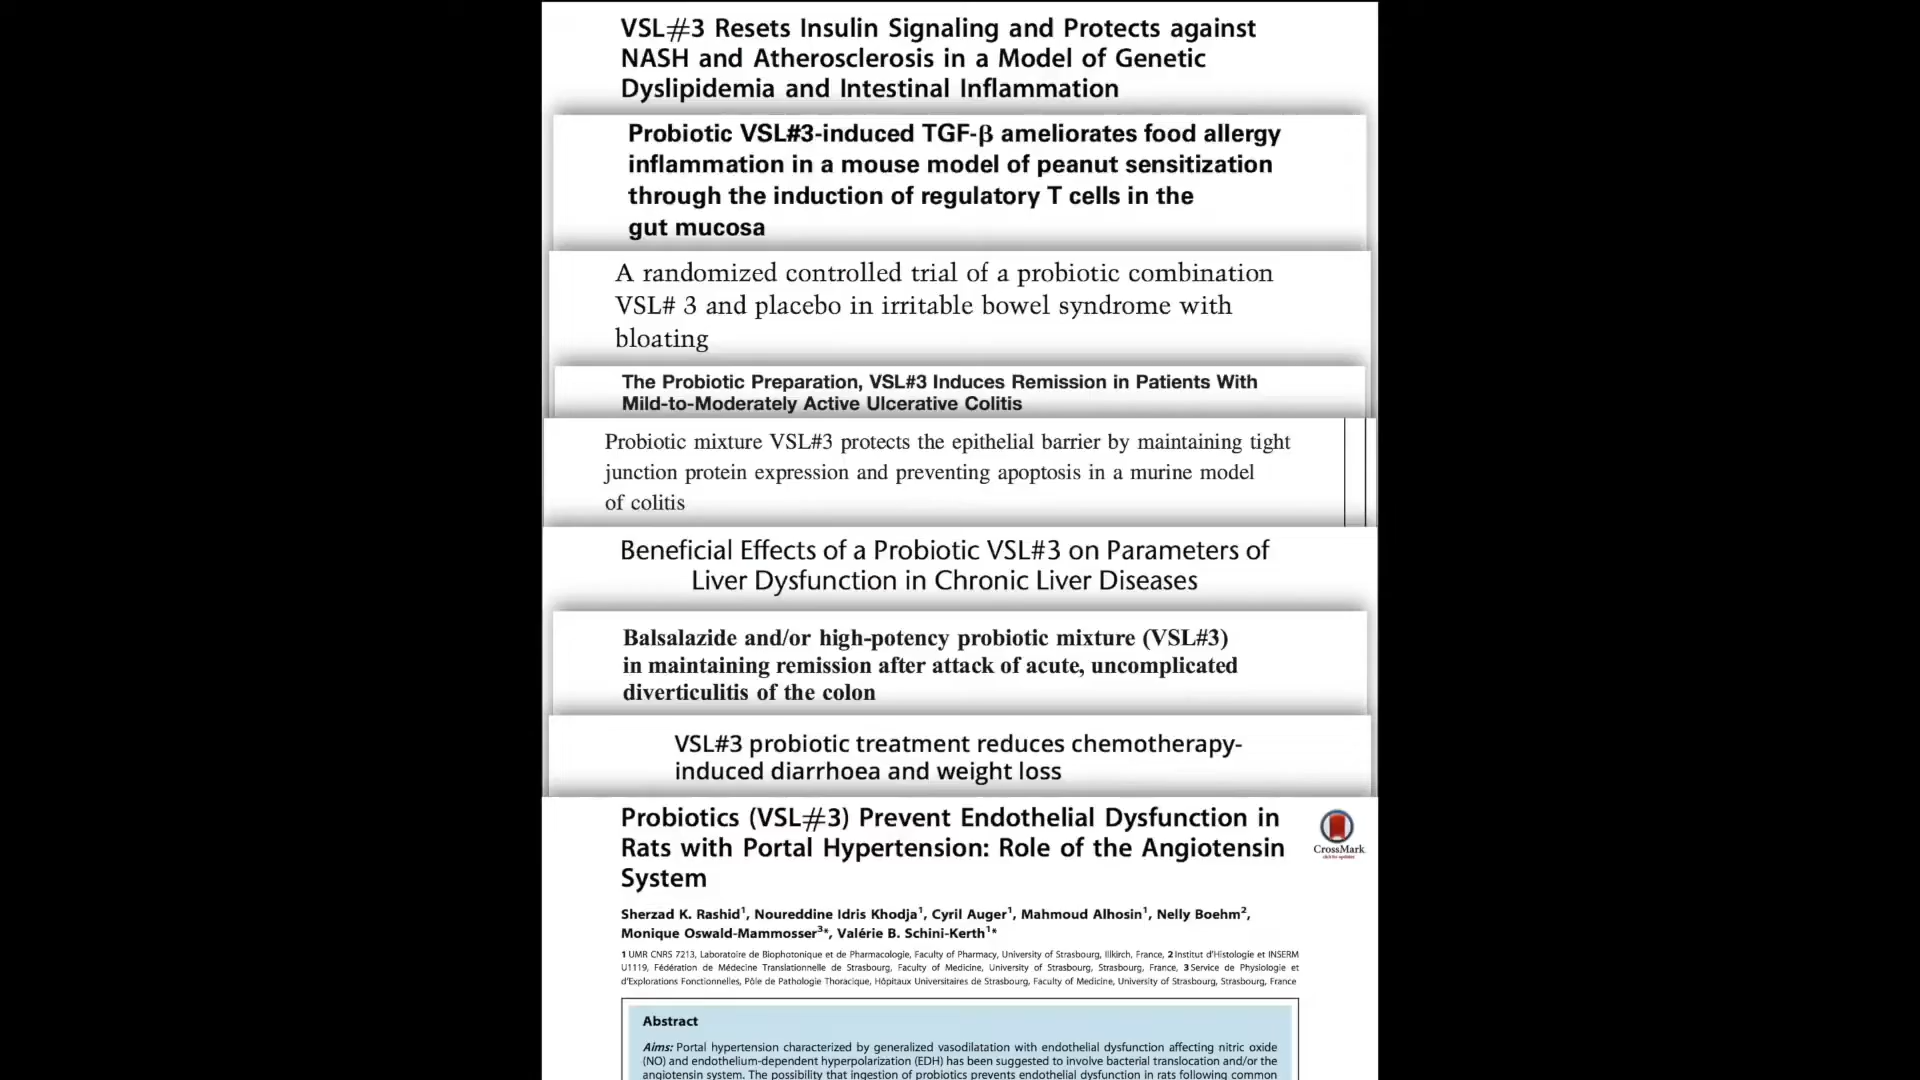 VSL#3 Resets Insulin Signaling and Protects against
NASH and Atherosclerosis in a Model of Genetic
Dyslipidemia and Intestinal Inflammation
Probiotic VSL#3-induced TGF-β ameliorates food allergy
inflammation in a mouse model of peanut sensitization
through the induction of regulatory T cells in the
gut mucosa
A randomized controlled trial of a probiotic combination
VSL# 3 and placebo in irritable bowel syndrome with
bloating
The Probiotic Preparation, VSL#3 Induces Remission in Patients With
Mild-to-Moderately Active Ulcerative Colitis
Probiotic mixture VSL#3 protects the epithelial barrier by maintaining tight
junction protein expression and preventing apoptosis in a murine model
of colitis
Beneficial Effects of a Probiotic VSL#3 on Parameters of
Liver Dysfunction in Chronic Liver Diseases
Balsalazide and/or high-potency probiotic mixture (VSL#3)
in maintaining remission after attack of acute, uncomplicated
diverticulitis of the colon
VSL#3 probiotic treatment reduces chemotherapy-
induced diarrhoea and weight loss
Probiotics (VSL#3) Prevent Endothelial Dysfunction in
Rats with Portal Hypertension: Role of the Angiotensin
System
CrossMark
click for updates
Sherzad K. Rashid1, Noureddine Idris Khodja1, Cyril Auger1, Mahmoud Alhosin1, Nelly Boehm2,
Monique Oswald-Mammosser3*, Valérie B. Schini-Kerth1*
1 UMR CNRS 7213, Laboratoire de Biophotonique et de Pharmacologie, Faculty of Pharmacy, University of Strasbourg, Illkirch, France, 2 Institut d'Histologie et INSERM
U1119, Fédération de Médecine Translationnelle de Strasbourg, Faculty of Medicine, University of Strasbourg, Strasbourg, France, 3 Service de Physiologie et
d'Explorations Fonctionnelles, Pôle de Pathologie Thoracique, Hôpitaux Universitaires de Strasbourg, Faculty of Medicine, University of Strasbourg, Strasbourg, France
Abstract
Aims: Portal hypertension characterized by generalized vasodilatation with endothelial dysfunction affecting nitric oxide
(NO) and endothelium-dependent hyperpolarization (EDH) has been suggested to involve bacterial translocation and/or the
angiotensin system. The possibility that ingestion of probiotics prevents endothelial dysfunction in rats following common